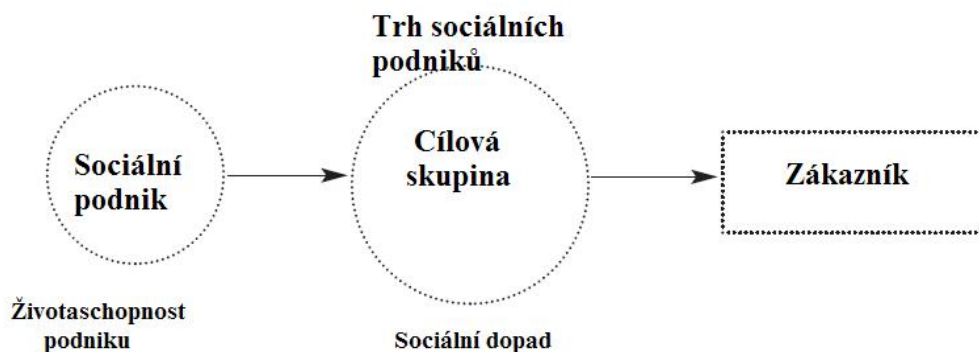 Trh sociálních
podniků
Sociální
podnik
Cílová
skupina
Zákazník
Životaschopnost
podniku
Sociální dopad